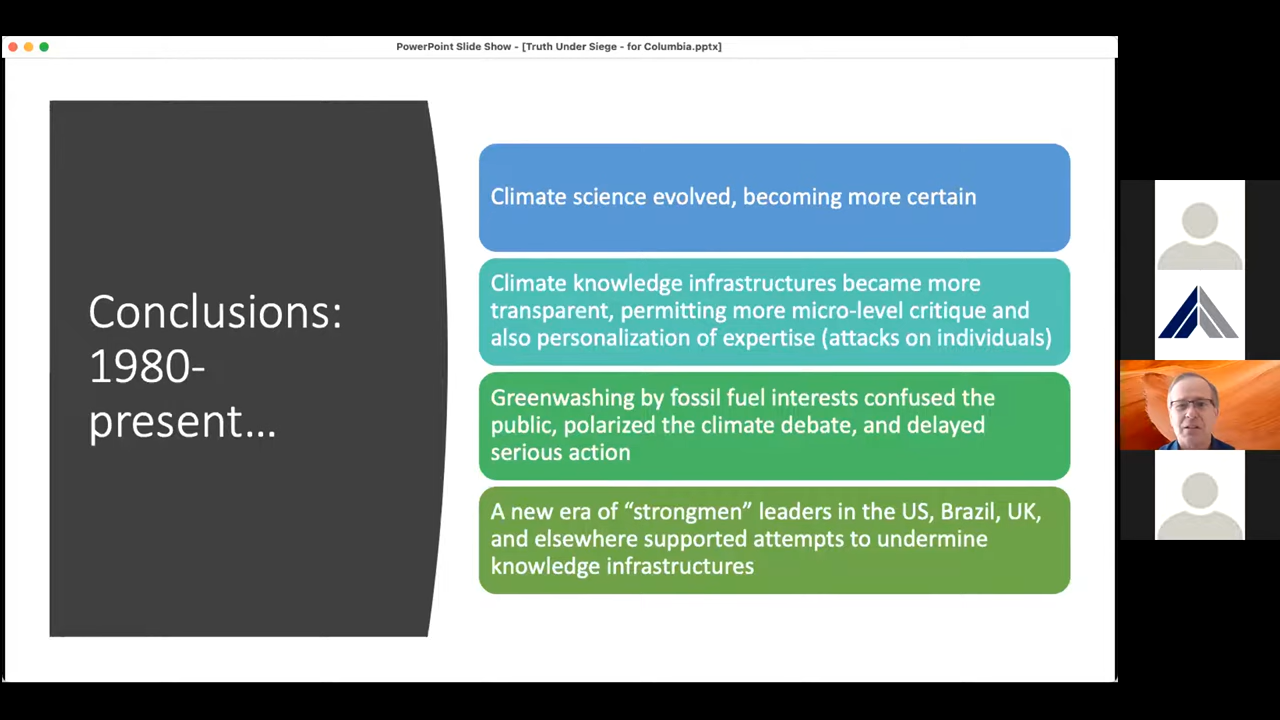 PowerPoint Slide Show - [Truth Under Siege - for Columbia.pptx]
Conclusions:
1980-
present…
Climate science evolved, becoming more certain
Climate knowledge infrastructures became more
transparent, permitting more micro-level critique and
also personalization of expertise (attacks on individuals)
Greenwashing by fossil fuel interests confused the
public, polarized the climate debate, and delayed
serious action
A new era of “strongmen” leaders in the US, Brazil, UK,
and elsewhere supported attempts to undermine
knowledge infrastructures